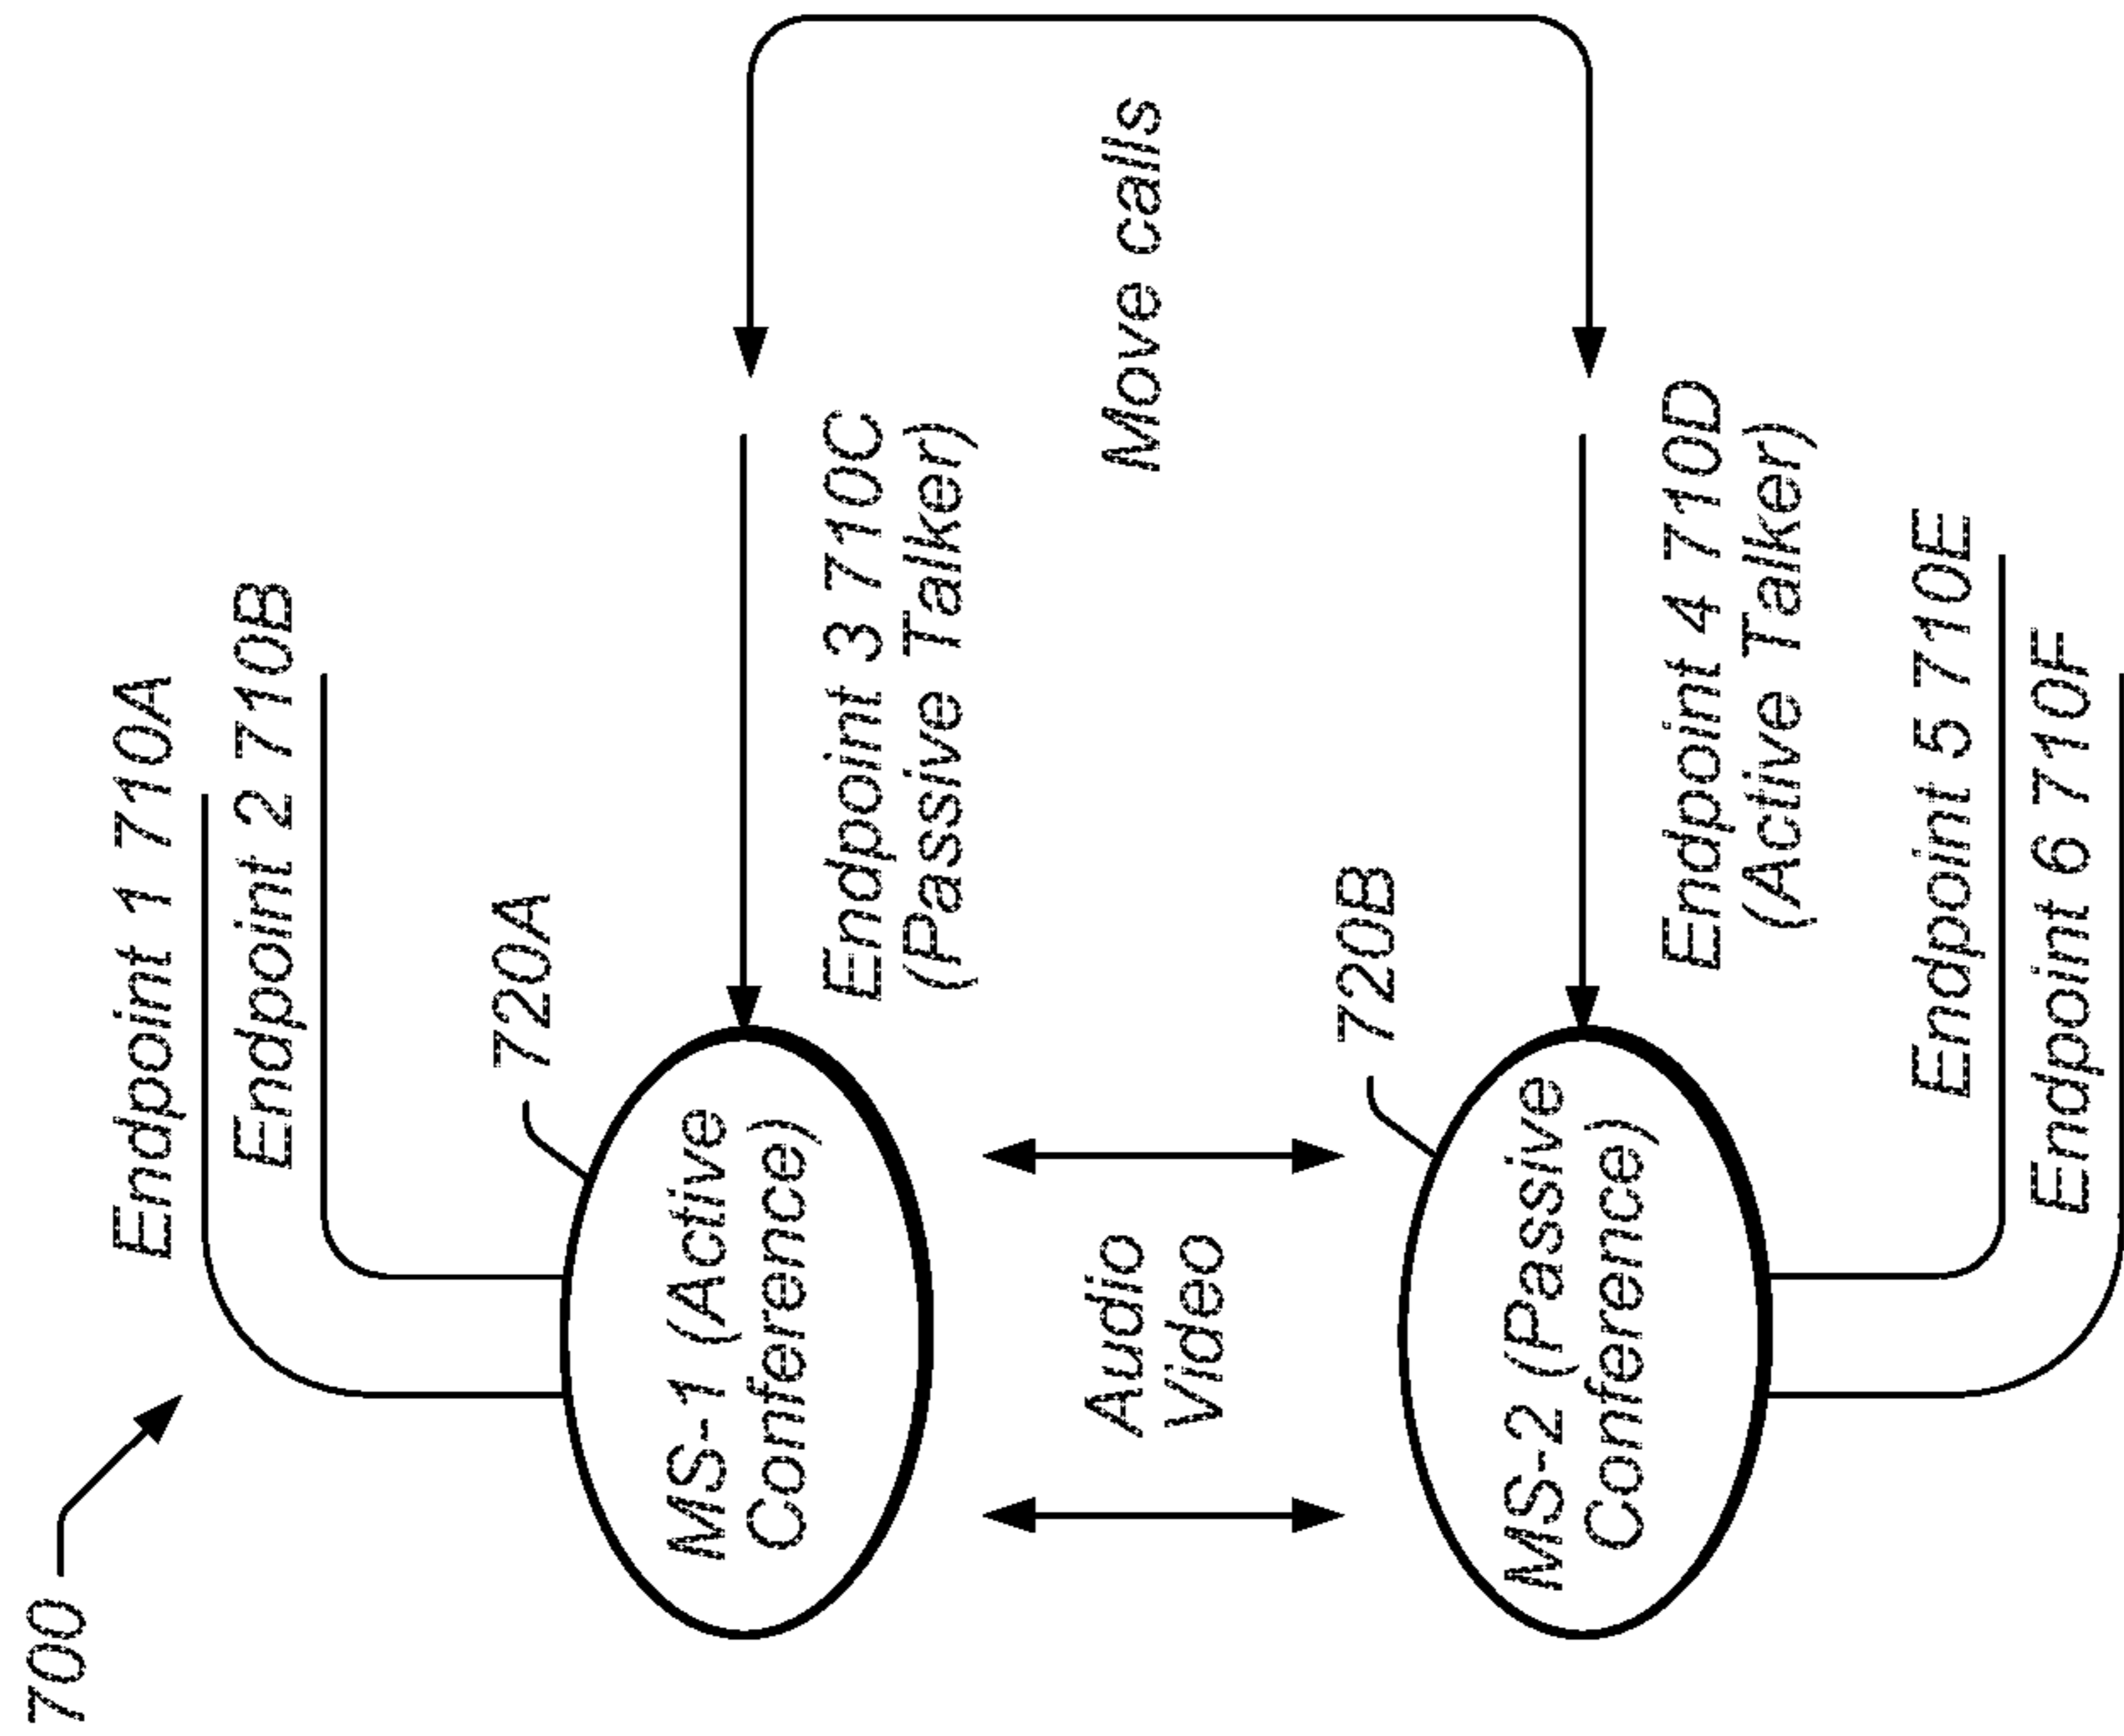 700
Endpoint 1 710A
Endpoint 2 710B
720A
MS-1 (Active
Conference)
Endpoint 3 710C
(Passive Talker)
Audio
Video
Move calls
720B
MS-2 (Passive
Conference)
Endpoint 4 710D
(Active Talker)
Endpoint 5 710E
Endpoint 6 710F